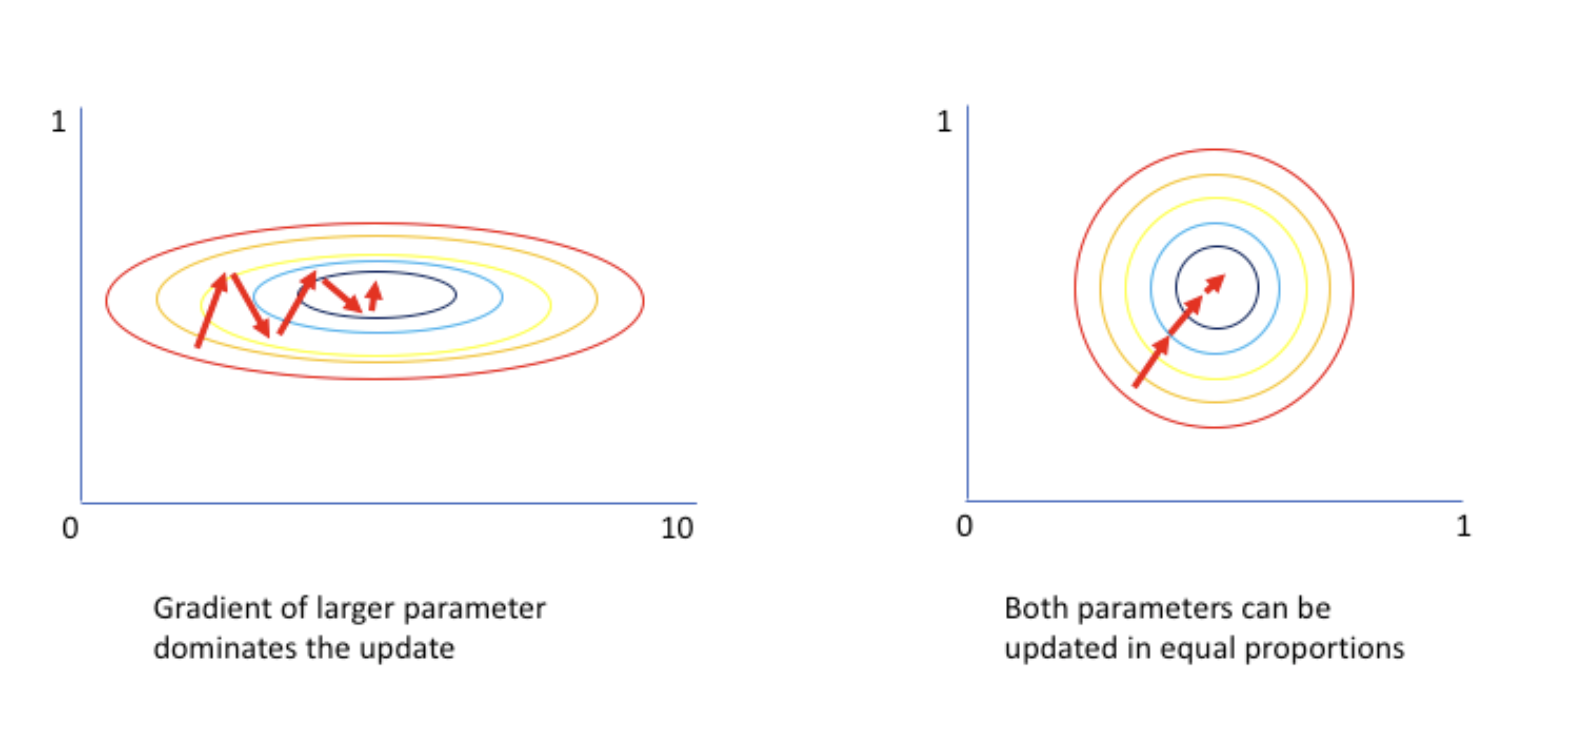 1
0
10
Gradient of larger parameter
dominates the update
1
0
1
Both parameters can be
updated in equal proportions